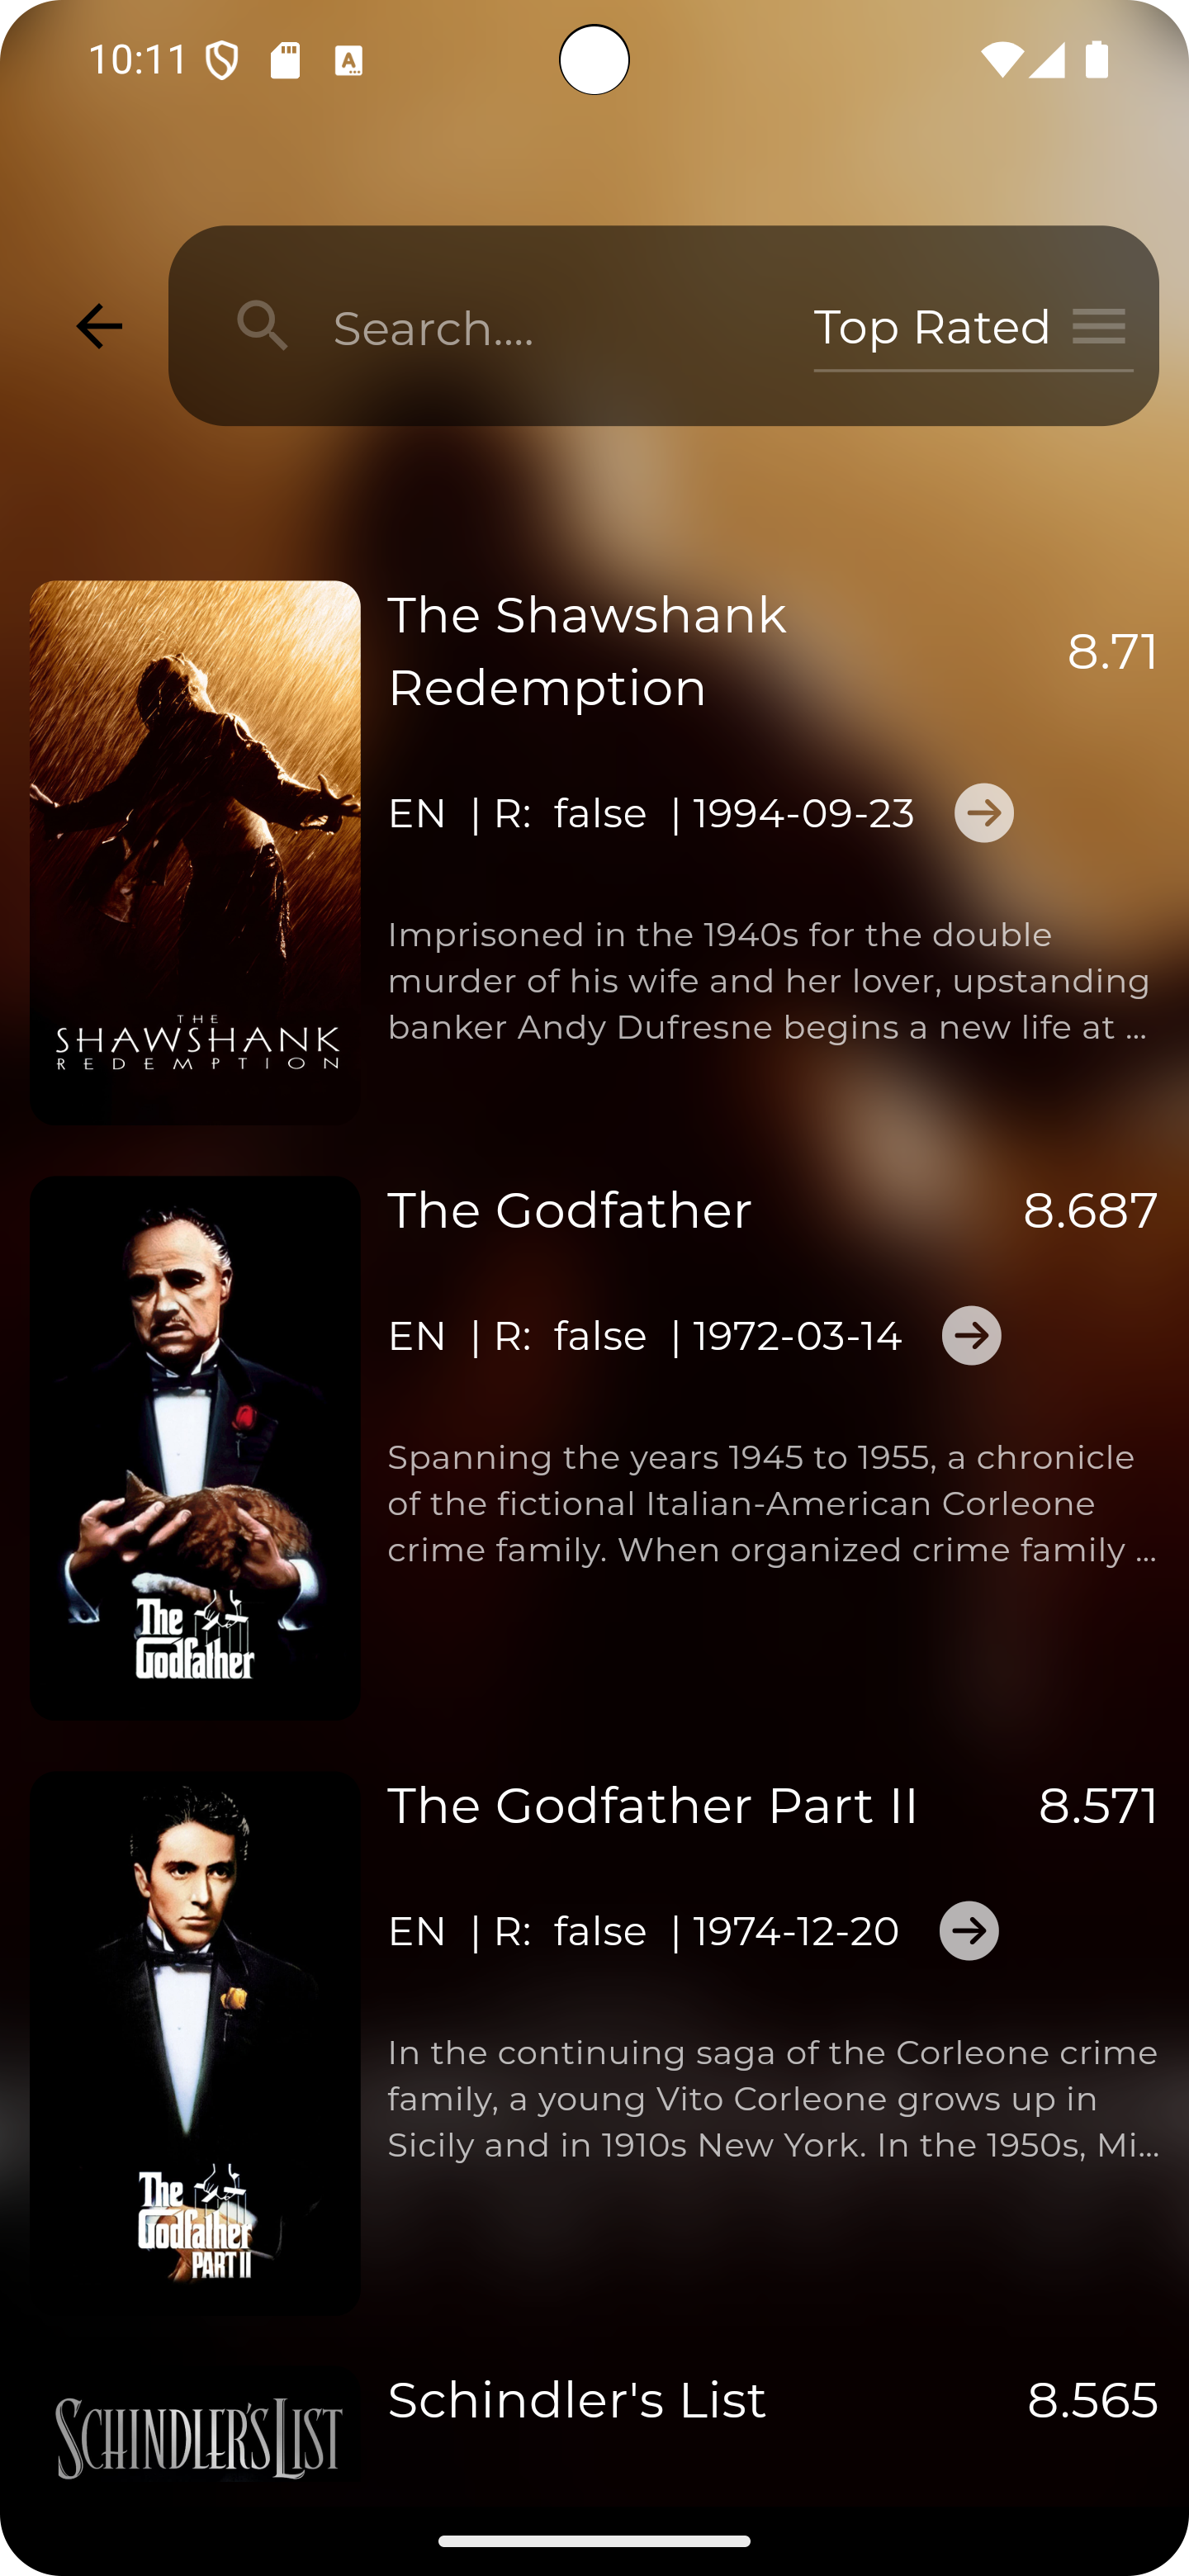 10:11
Search....
Top Rated
The Shawshank
Redemption
8.71
EN | R: false | 1994-09-23
Imprisoned in the 1940s for the double
murder of his wife and her lover, upstanding
banker Andy Dufresne begins a new life at ...
THE
SHAWSHANK
REDEMPTION
The Godfather
8.687
EN | R: false | 1972-03-14
Spanning the years 1945 to 1955, a chronicle
of the fictional Italian-American Corleone
crime family. When organized crime family ...
The
Godfather
The Godfather Part II
8.571
EN | R: false | 1974-12-20
In the continuing saga of the Corleone crime
family, a young Vito Corleone grows up in
Sicily and in 1910s New York. In the 1950s, Mi...
The
Godfather
PART II
Schindler's List
8.565
SCHINDLER'S LIST